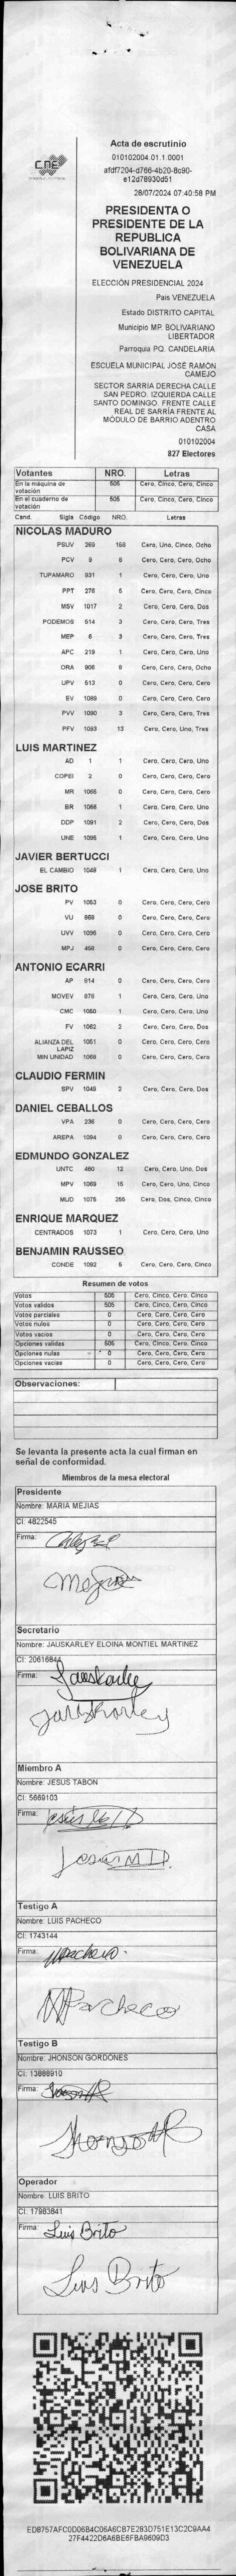 CNE
Acta de escrutinio
010102004.01.1.0001
afdf7204-d766-4b20-8c90-
e12d78930d51
28/07/2024 07:40:58 PM
PRESIDENTA O
PRESIDENTE DE LA
REPUBLICA
BOLIVARIANA DE
VENEZUELA
ELECCIÓN PRESIDENCIAL 2024
País VENEZUELA
Estado DISTRITO CAPITAL
Municipio MP. BOLIVARIANO
LIBERTADOR
Parroquia PQ. CANDELARIA
ESCUELA MUNICIPAL JOSÉ RAMÓN
CAMEJO
SECTOR SARRÍA DERECHA CALLE
SAN PEDRO. IZQUIERDA CALLE
SANTO DOMINGO. FRENTE CALLE
REAL DE SARRÍA FRENTE AL
MÓDULO DE BARRIO ADENTRO
CASA
010102004
827 Electores
Votantes NRO. Letras
En la máquina de votación 505 Cero, Cinco, Cero, Cinco
En el cuaderno de votación 505 Cero, Cinco, Cero, Cinco
Cand. Sigla Código NRO. Letras
NICOLAS MADURO
PSUV 269 158 Cero, Uno, Cinco, Ocho
PCV 9 6 Cero, Cero, Cero, Ocho
TUPAMARO 931 1 Cero, Cero, Cero, Uno
PPT 276 5 Cero, Cero, Cero, Cinco
MSV 1017 2 Cero, Cero, Cero, Dos
PODEMOS 514 3 Cero, Cero, Cero, Tres
MEP 6 3 Cero, Cero, Cero, Tres
APC 219 1 Cero, Cero, Cero, Uno
ORA 906 8 Cero, Cero, Cero, Ocho
UPV 513 0 Cero, Cero, Cero, Cero
EV 1089 0 Cero, Cero, Cero, Cero
PVV 1090 3 Cero, Cero, Cero, Tres
PFV 1093 13 Cero, Cero, Uno, Tres
LUIS MARTINEZ
AD 1 1 Cero, Cero, Cero, Uno
COPEI 2 0 Cero, Cero, Cero, Cero
MR 1065 0 Cero, Cero, Cero, Cero
BR 1066 1 Cero, Cero, Cero, Uno
DDP 1091 2 Cero, Cero, Cero, Dos
UNE 1095 1 Cero, Cero, Cero, Uno
JAVIER BERTUCCI
EL CAMBIO 1048 1 Cero, Cero, Cero, Uno
JOSE BRITO
PV 1053 0 Cero, Cero, Cero, Cero
VU 868 0 Cero, Cero, Cero, Cero
UVV 1096 0 Cero, Cero, Cero, Cero
MPJ 458 0 Cero, Cero, Cero, Cero
ANTONIO ECARRI
AP 814 0 Cero, Cero, Cero, Cero
MOVEV 878 1 Cero, Cero, Cero, Uno
CMC 1050 1 Cero, Cero, Cero, Uno
FV 1062 2 Cero, Cero, Cero, Dos
ALIANZA DEL LAPIZ 1051 0 Cero, Cero, Cero, Cero
MIN UNIDAD 1068 0 Cero, Cero, Cero, Cero
CLAUDIO FERMIN
SPV 1049 2 Cero, Cero, Cero, Dos
DANIEL CEBALLOS
VPA 236 0 Cero, Cero, Cero, Cero
AREPA 1094 0 Cero, Cero, Cero, Cero
EDMUNDO GONZALEZ
UNTC 460 12 Cero, Cero, Uno, Dos
MPV 1069 15 Cero, Cero, Uno, Cinco
MUD 1075 255 Cero, Dos, Cinco, Cinco
ENRIQUE MARQUEZ
CENTRADOS 1073 1 Cero, Cero, Cero, Uno
BENJAMIN RAUSSEO
CONDE 1092 5 Cero, Cero, Cero, Cinco
Resumen de votos
Votos 505 Cero, Cinco, Cero, Cinco
Votos validos 505 Cero, Cinco, Cero, Cinco
Votos parciales 0 Cero, Cero, Cero, Cero
Votos nulos 0 Cero, Cero, Cero, Cero
Votos vacios 0 Cero, Cero, Cero, Cero
Opciones validas 505 Cero, Cinco, Cero, Cinco
Opciones nulas 0 Cero, Cero, Cero, Cero
Opciones vacias 0 Cero, Cero, Cero, Cero
Observaciones:
Se levanta la presente acta la cual firman en
señal de conformidad.
Miembros de la mesa electoral
Presidente
Nombre: MARIA MEJIAS
CI: 4822545
Firma:
Mejias
Secretario
Nombre: JAUSKARLEY ELOINA MONTIEL MARTINEZ
CI: 20616844
Firma: Jauskarley
Jauskarley
Miembro A
Nombre: JESUS TABON
CI: 5669103
Firma: Jesús M T D
Jesús M T D.
Testigo A
Nombre: LUIS PACHECO
CI: 1743144
Firma: Pacheco
Pacheco
Testigo B
Nombre: JHONSON GORDONES
CI: 13888910
Firma:
Operador
Nombre: LUIS BRITO
CI: 17983841
Firma: Luis Brito
Luis Brito
ED8757AFC0D06B4C06A6CB7E283D751E13C2C9AA4
27F4422D6A6BE6FBA9609D3